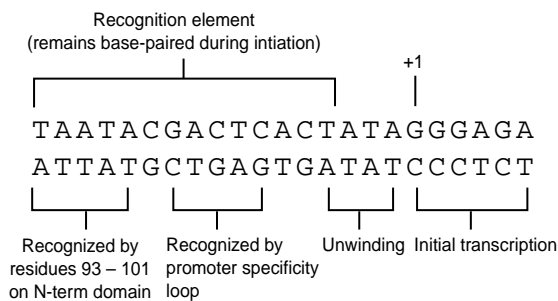 Recognition element
(remains base-paired during intiation)
+1
TAATACGACTCACTATAGGGAGA
ATTATGCTGAGTGATATCCCTCT
Recognized by
residues 93 – 101
on N-term domain
Recognized by
promoter specificity
loop
Unwinding
Initial transcription